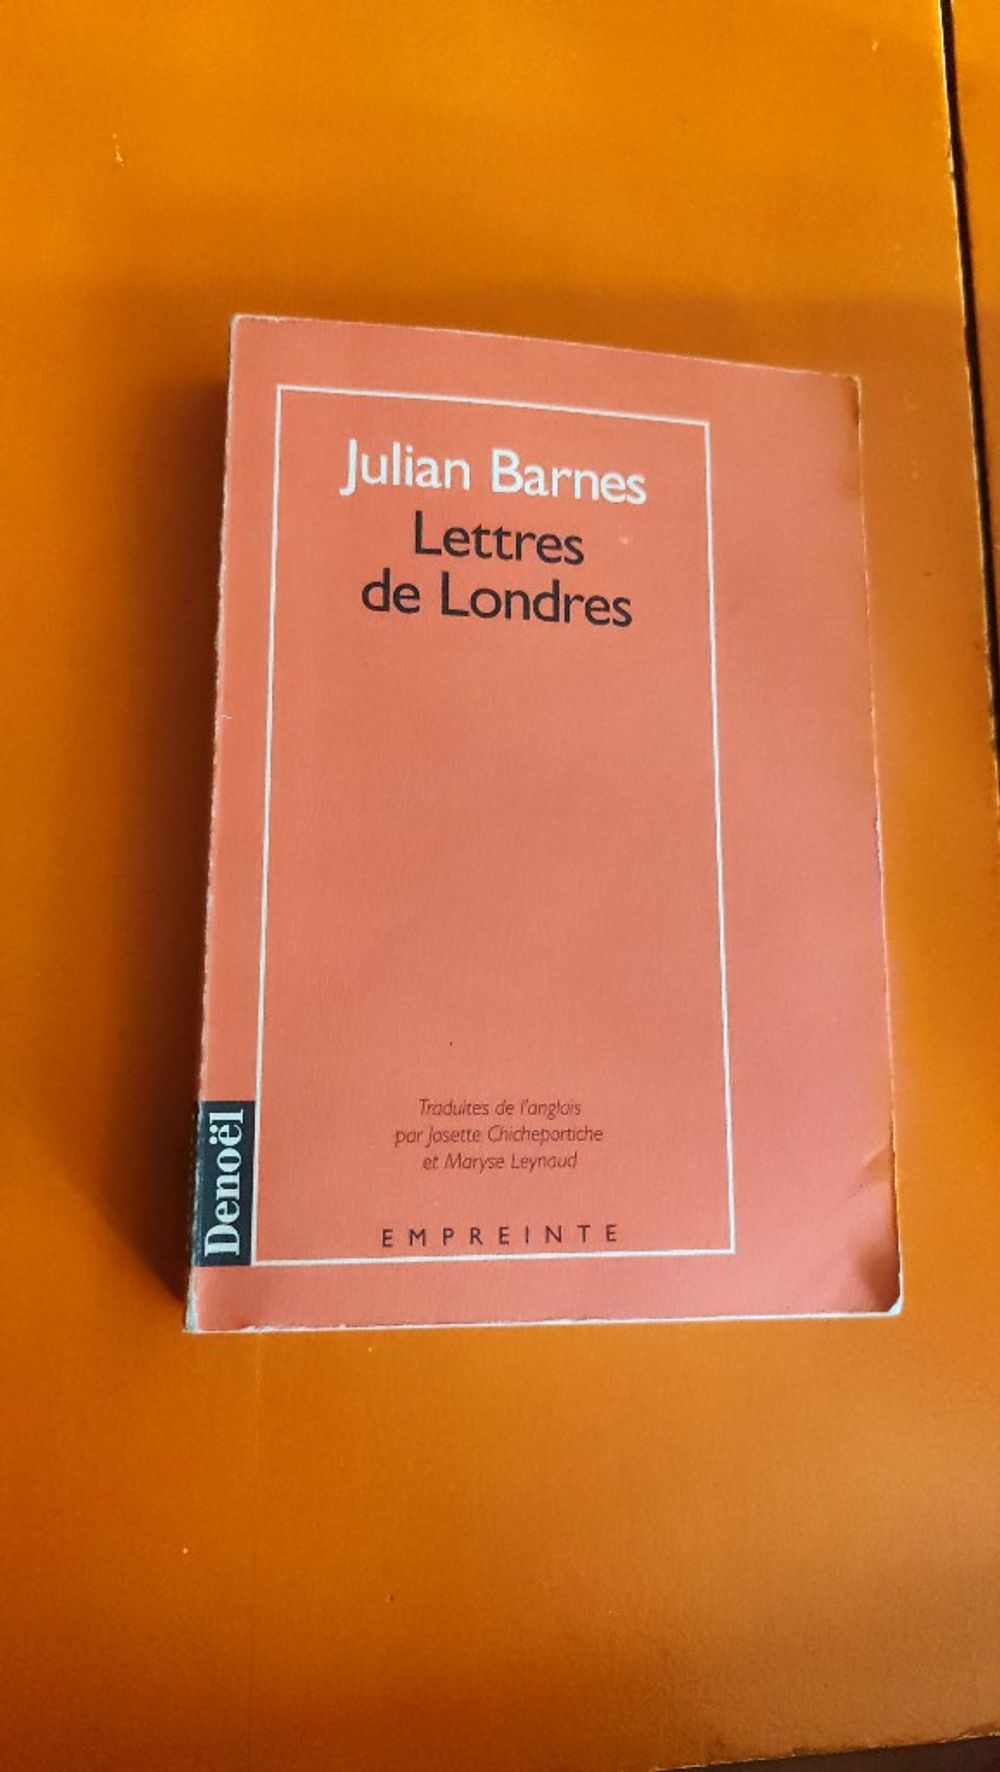 Julian Barnes
Lettres
de Londres
Traduites de l'anglais
par Josette Chicheportiche
et Maryse Leynaud
EMPREINTE
Denoël